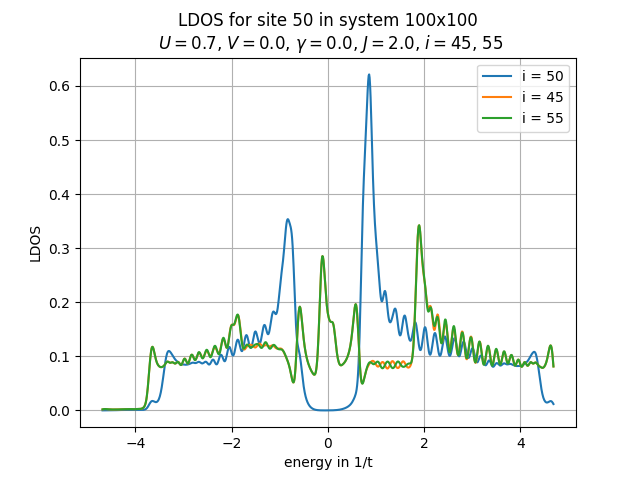 LDOS for site 50 in system 100x100
U = 0.7, V = 0.0, γ = 0.0, J = 2.0, i = 45, 55
i = 50
i = 45
i = 55
0.6
0.5
0.4
0.3
0.2
0.1
0.0
LDOS
−4
−2
0
2
4
energy in 1/t